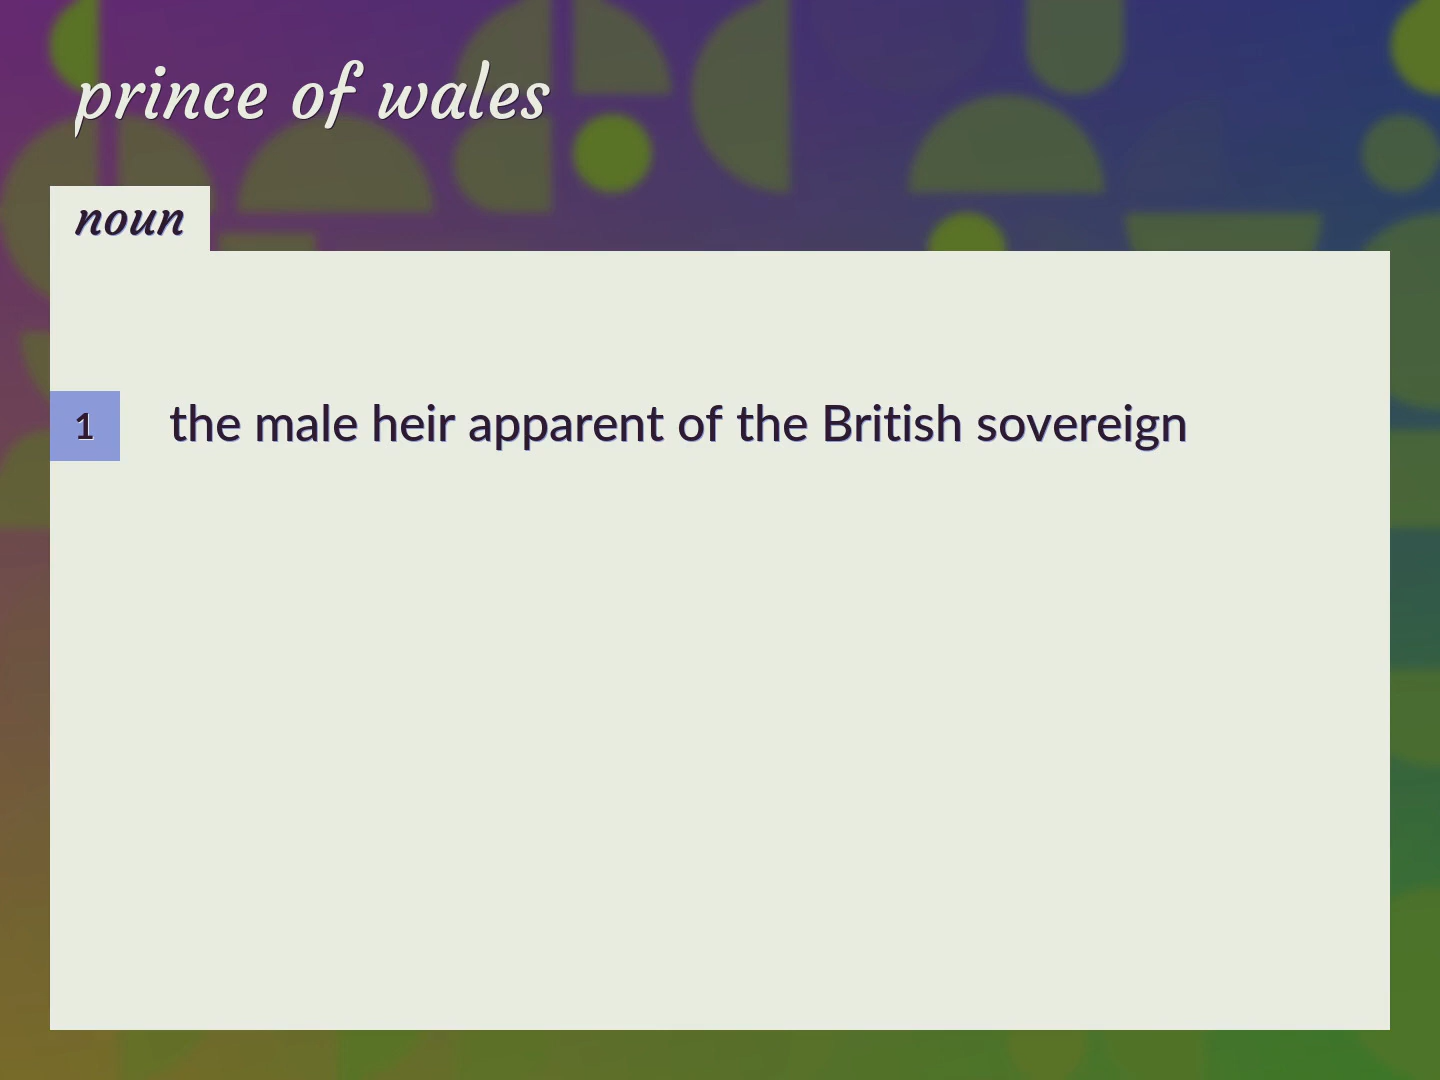 prince of wales
noun
1 the male heir apparent of the British sovereign